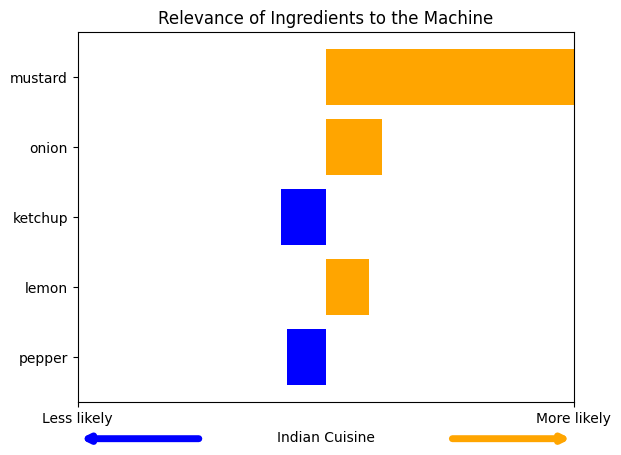 Relevance of Ingredients to the Machine
mustard
onion
ketchup
lemon
pepper
Less likely
More likely
Indian Cuisine